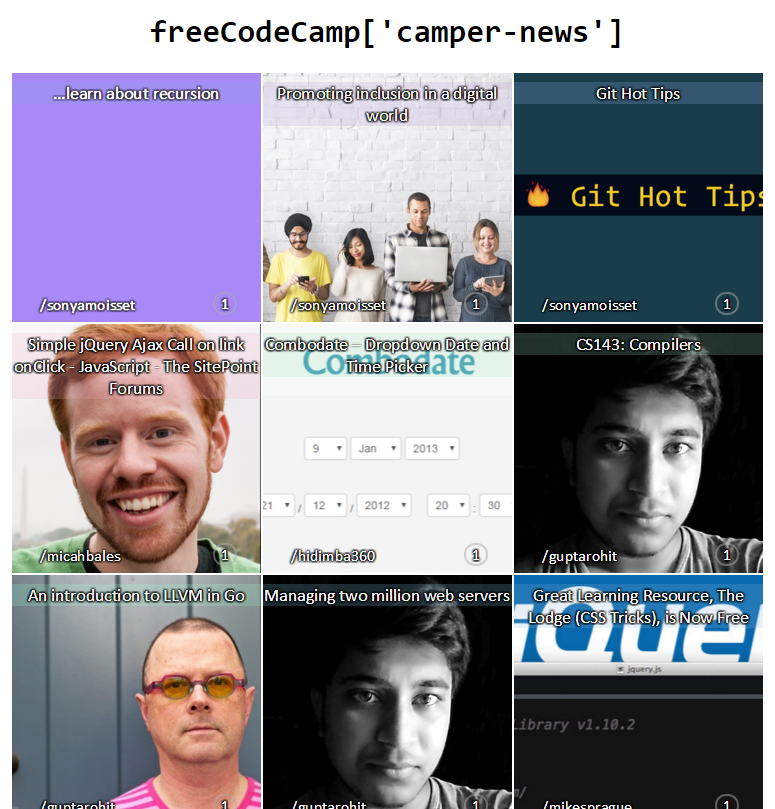 freeCodeCamp['camper-news']
...learn about recursion
/sonyamoisset
1
Promoting inclusion in a digital
world
/sonyamoisset
1
Git Hot Tips
Git Hot Tips
/sonyamoisset
1
Simple jQuery Ajax Call on link
onClick - JavaScript - The SitePoint
Forums
/micahbales
1
Combodate – Dropdown Date and
Time Picker
Combodate
9 Jan 2013
21 / 12 / 2012 20 : 30
/hidimba360
1
CS143: Compilers
/guptarohit
1
An introduction to LLVM in Go
/guptarohit
1
Managing two million web servers
/guptarohit
1
Great Learning Resource, The
Lodge (CSS Tricks), is Now Free
jquery.js
Library v1.10.2
/mikesprague
1